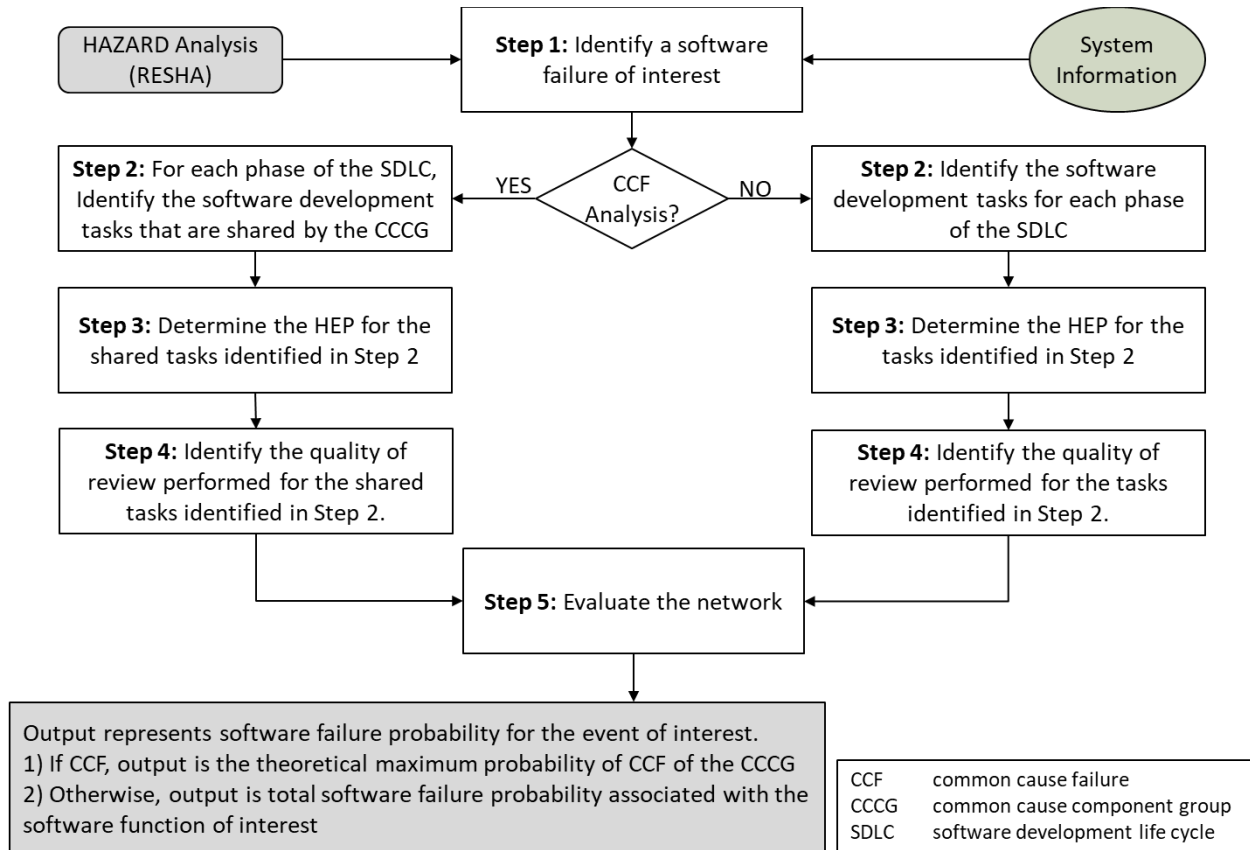 HAZARD Analysis
(RESHA)
Step 1: Identify a software
failure of interest
System
Information
CCF
Analysis?
YES
NO
Step 2: For each phase of the SDLC,
Identify the software development
tasks that are shared by the CCCG
Step 2: Identify the software
development tasks for each phase
of the SDLC
Step 3: Determine the HEP for the
shared tasks identified in Step 2
Step 3: Determine the HEP for the
tasks identified in Step 2
Step 4: Identify the quality of
review performed for the shared
tasks identified in Step 2.
Step 4: Identify the quality of
review performed for the tasks
identified in Step 2.
Step 5: Evaluate the network
Output represents software failure probability for the event of interest.
1) If CCF, output is the theoretical maximum probability of CCF of the CCCG
2) Otherwise, output is total software failure probability associated with the
software function of interest
CCF common cause failure
CCCG common cause component group
SDLC software development life cycle